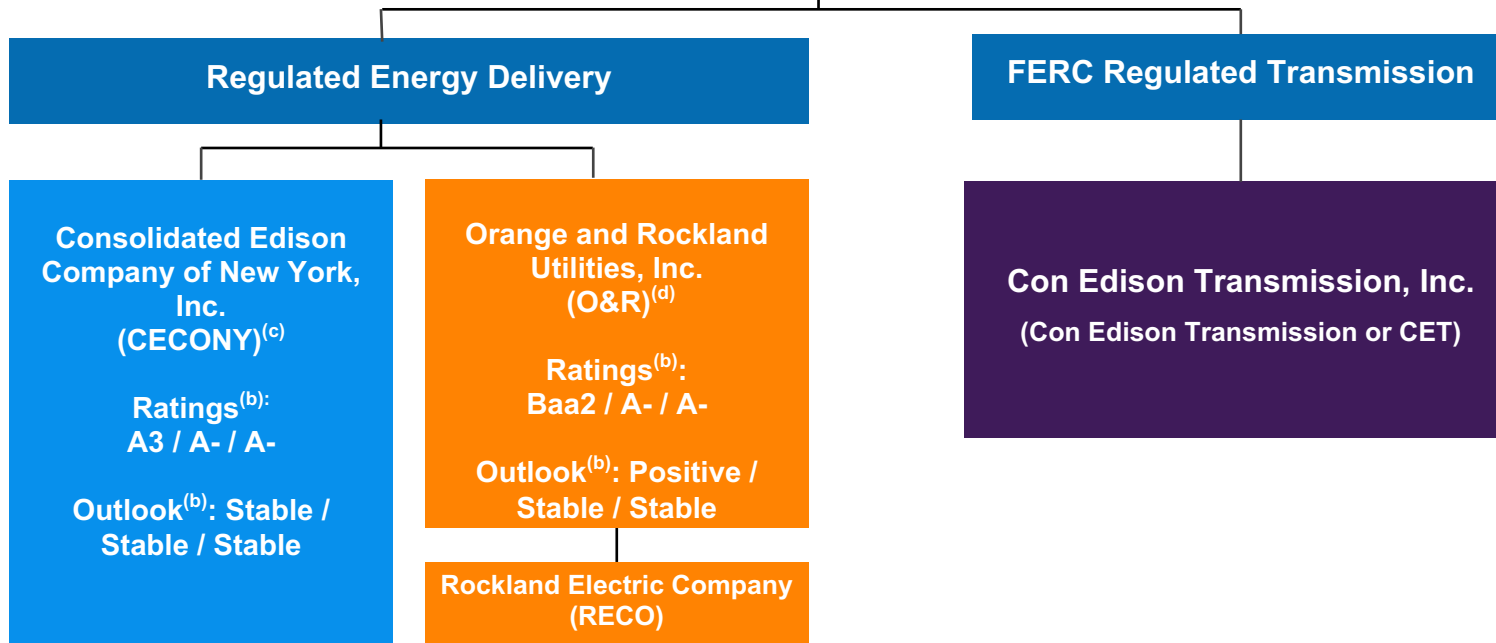 Regulated Energy Delivery
FERC Regulated Transmission
Consolidated Edison
Company of New York,
Inc.
(CECONY)(c)
Ratings(b):
A3 / A- / A-
Outlook(b): Stable /
Stable / Stable
Orange and Rockland
Utilities, Inc.
(O&R)(d)
Ratings(b):
Baa2 / A- / A-
Outlook(b): Positive /
Stable / Stable
Rockland Electric Company
(RECO)
Con Edison Transmission, Inc.
(Con Edison Transmission or CET)